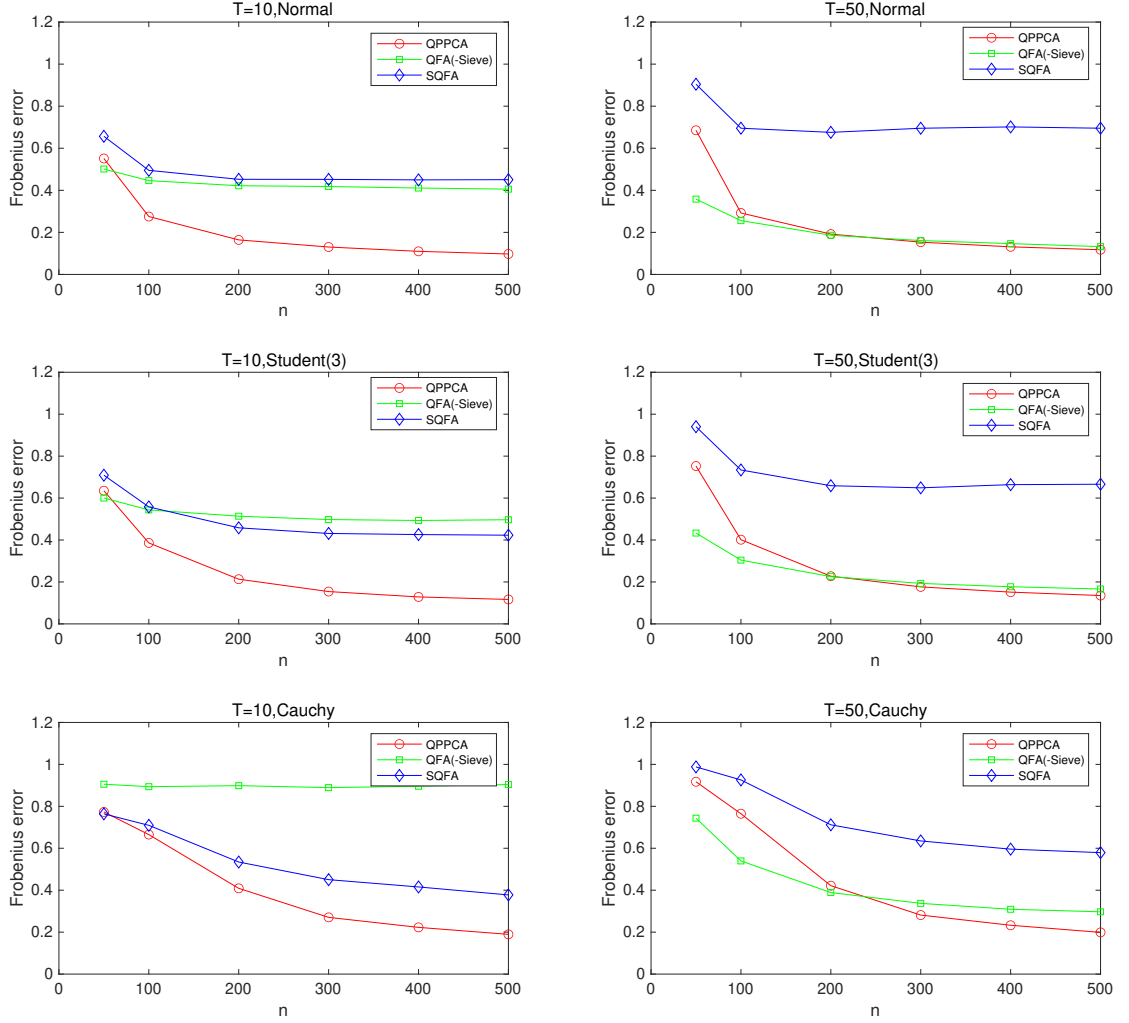 T=10,Normal
1.2
1
0.8
0.6
0.4
0.2
0
Frobenius error
QPPCA
QFA(-Sieve)
SQFA
0 100 200 300 400 500
n
T=50,Normal
1.2
1
0.8
0.6
0.4
0.2
0
Frobenius error
QPPCA
QFA(-Sieve)
SQFA
0 100 200 300 400 500
n
T=10,Student(3)
1.2
1
0.8
0.6
0.4
0.2
0
Frobenius error
QPPCA
QFA(-Sieve)
SQFA
0 100 200 300 400 500
n
T=50,Student(3)
1.2
1
0.8
0.6
0.4
0.2
0
Frobenius error
QPPCA
QFA(-Sieve)
SQFA
0 100 200 300 400 500
n
T=10,Cauchy
1.2
1
0.8
0.6
0.4
0.2
0
Frobenius error
QPPCA
QFA(-Sieve)
SQFA
0 100 200 300 400 500
n
T=50,Cauchy
1.2
1
0.8
0.6
0.4
0.2
0
Frobenius error
QPPCA
QFA(-Sieve)
SQFA
0 100 200 300 400 500
n